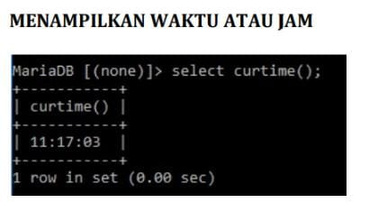 MENAMPILKAN WAKTU ATAU JAM
MariaDB [(none)]> select curtime();
+-----------+
| curtime() |
+-----------+
| 11:17:03  |
+-----------+
1 row in set (0.00 sec)